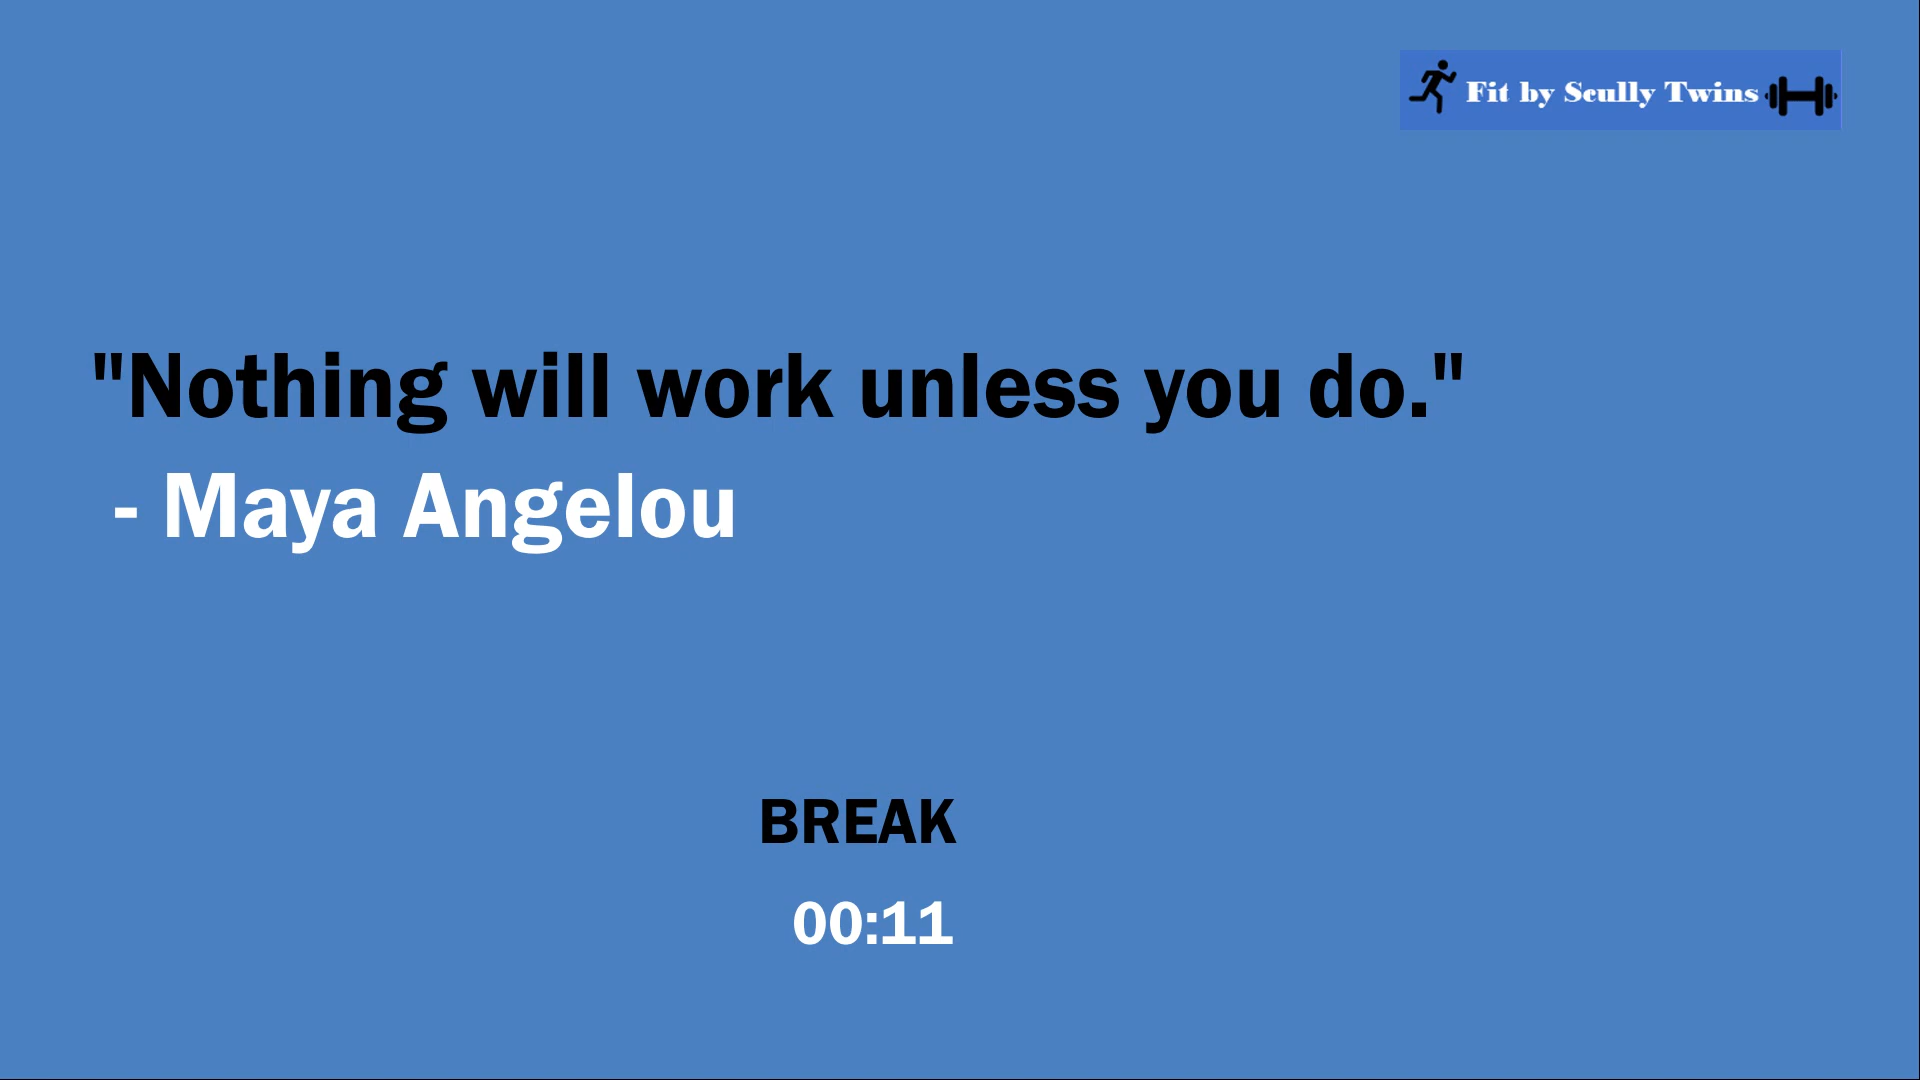 Fit by Scully Twins
"Nothing will work unless you do."
- Maya Angelou
BREAK
00:11